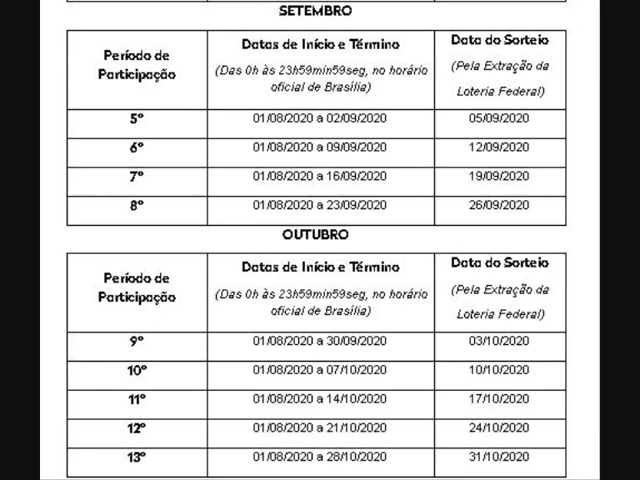 SETEMBRO
Período de Participação
Datas de Início e Término
(Das 0h às 23h59min59seg, no horário
oficial de Brasília)
Data do Sorteio
(Pela Extração da
Loteria Federal)
5º 01/08/2020 a 02/09/2020 05/09/2020
6º 01/08/2020 a 09/09/2020 12/09/2020
7º 01/08/2020 a 16/09/2020 19/09/2020
8º 01/08/2020 a 23/09/2020 26/09/2020
OUTUBRO
Período de Participação
Datas de Início e Término
(Das 0h às 23h59min59seg, no horário
oficial de Brasília)
Data do Sorteio
(Pela Extração da
Loteria Federal)
9º 01/08/2020 a 30/09/2020 03/10/2020
10º 01/08/2020 a 07/10/2020 10/10/2020
11º 01/08/2020 a 14/10/2020 17/10/2020
12º 01/08/2020 a 21/10/2020 24/10/2020
13º 01/08/2020 a 28/10/2020 31/10/2020